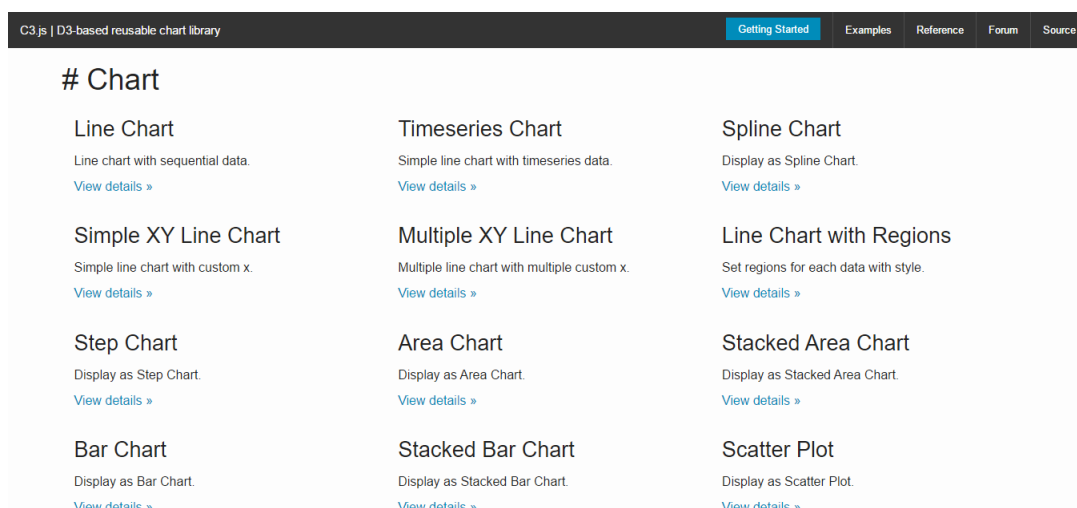 C3.js | D3-based reusable chart library
Getting Started
Examples
Reference
Forum
Source
# Chart
Line Chart
Line chart with sequential data.
View details »
Timeseries Chart
Simple line chart with timeseries data.
View details »
Spline Chart
Display as Spline Chart.
View details »
Simple XY Line Chart
Simple line chart with custom x.
View details »
Multiple XY Line Chart
Multiple line chart with multiple custom x.
View details »
Line Chart with Regions
Set regions for each data with style.
View details »
Step Chart
Display as Step Chart.
View details »
Area Chart
Display as Area Chart.
View details »
Stacked Area Chart
Display as Stacked Area Chart.
View details »
Bar Chart
Display as Bar Chart.
View details »
Stacked Bar Chart
Display as Stacked Bar Chart.
View details »
Scatter Plot
Display as Scatter Plot.
View details »